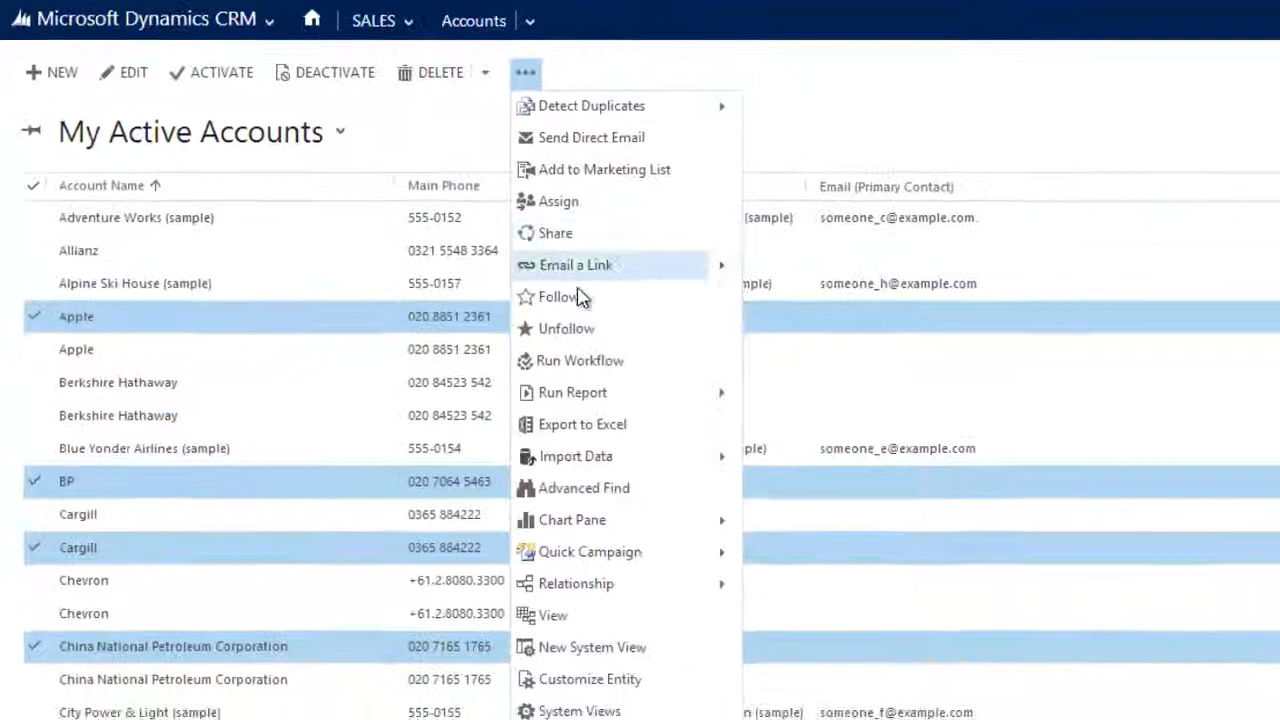 Microsoft Dynamics CRM SALES Accounts
NEW EDIT ACTIVATE DEACTIVATE DELETE •••
My Active Accounts
Account Name Main Phone Email (Primary Contact)
Adventure Works (sample) 555-0152 (sample) someone_c@example.com
Allianz 0321 5548 3364
Alpine Ski House (sample) 555-0157 nple) someone_h@example.com
Apple 020 8851 2361
Apple 020 8851 2361
Berkshire Hathaway 020 84523 542
Berkshire Hathaway 020 84523 542
Blue Yonder Airlines (sample) 555-0154 ple) someone_e@example.com
BP 020 7064 5463
Cargill 0365 884222
Cargill 0365 884222
Chevron +61.2.8080.3300
Chevron +61.2.8080.3300
China National Petroleum Corporation 020 7165 1765
China National Petroleum Corporation 020 7165 1765
City Power & Light (sample) 555-0155 n (sample) someone_f@example.com
Detect Duplicates
Send Direct Email
Add to Marketing List
Assign
Share
Email a Link
Follow
Unfollow
Run Workflow
Run Report
Export to Excel
Import Data
Advanced Find
Chart Pane
Quick Campaign
Relationship
View
New System View
Customize Entity
System Views